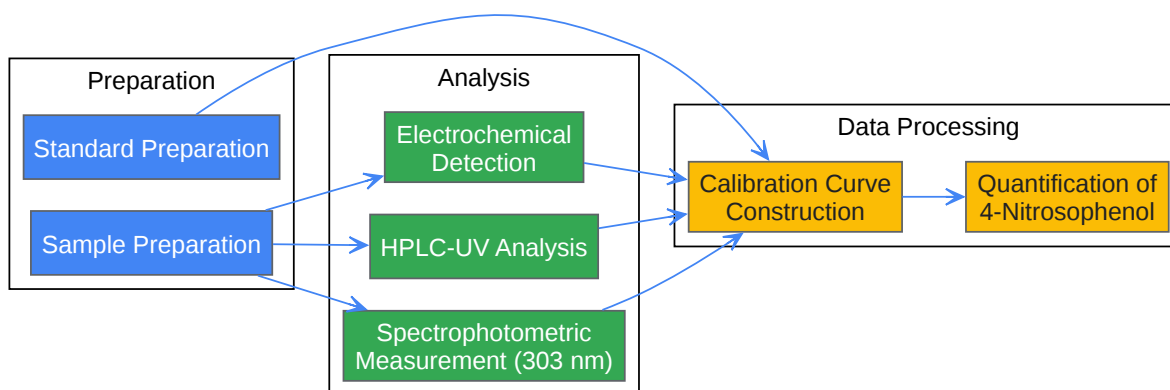 Preparation
Standard Preparation
Sample Preparation
Analysis
Electrochemical
Detection
HPLC-UV Analysis
Spectrophotometric
Measurement (303 nm)
Data Processing
Calibration Curve
Construction
Quantification of
4-Nitrosophenol